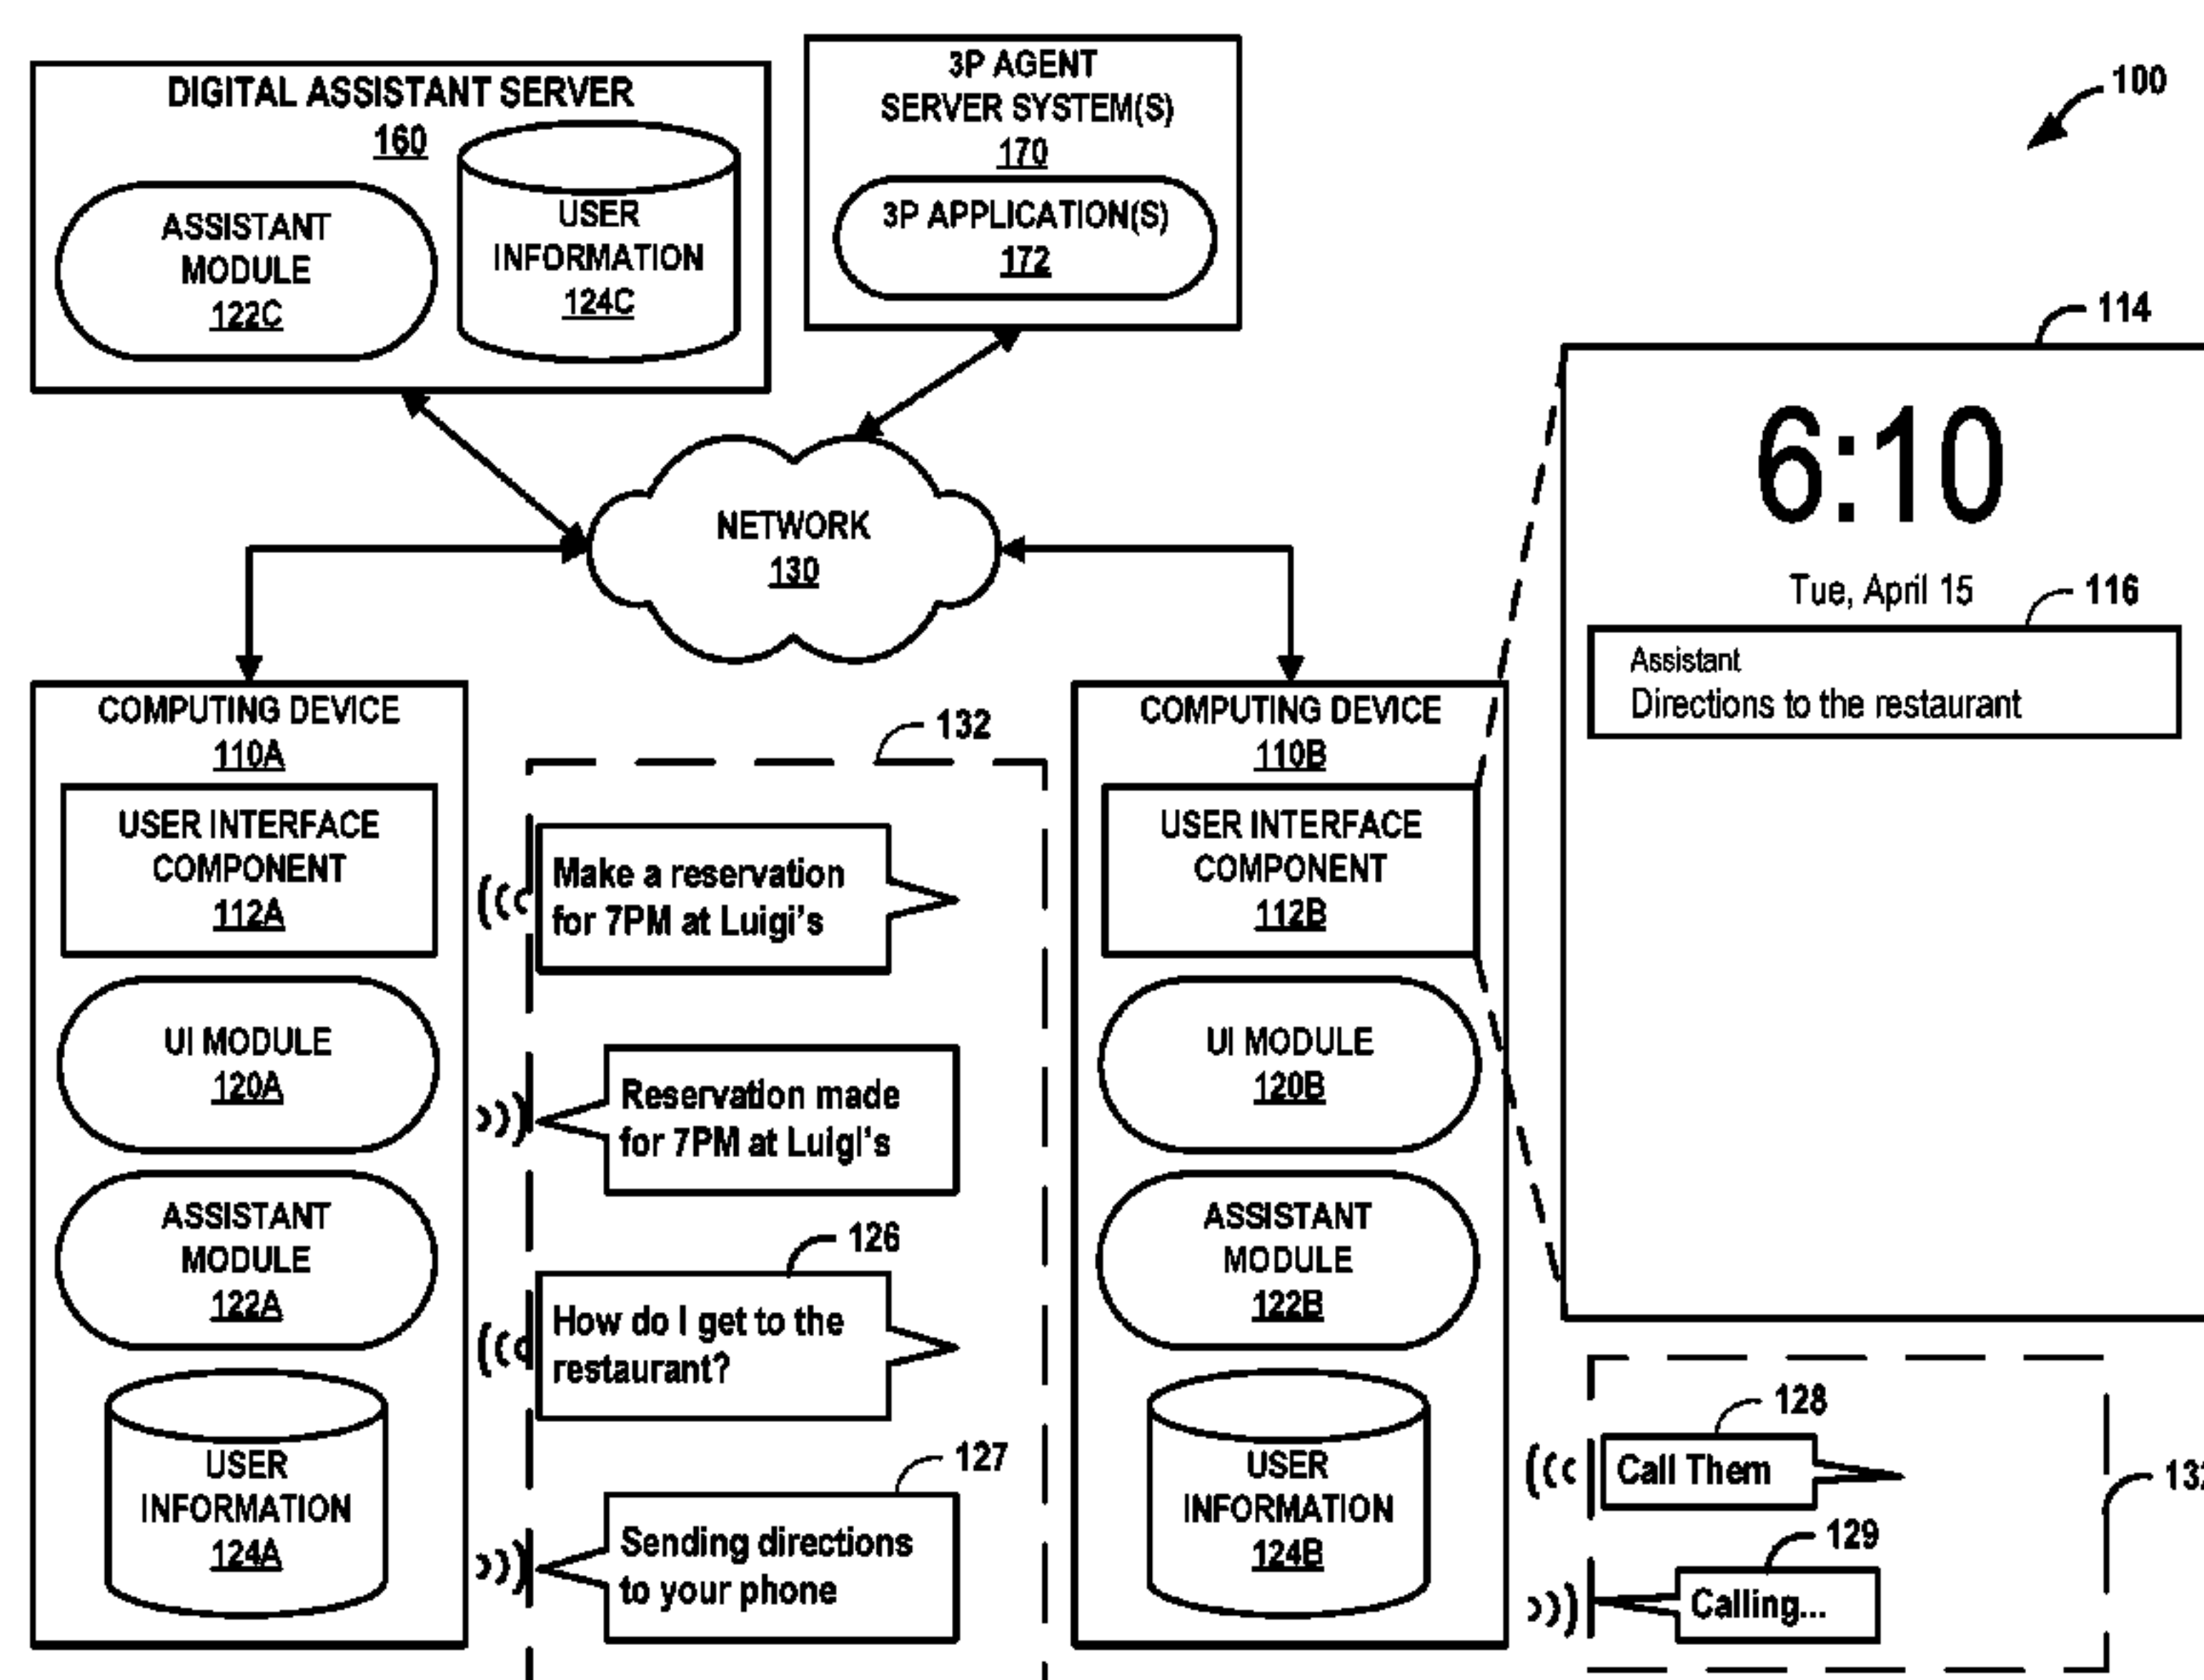 DIGITAL ASSISTANT SERVER
160
ASSISTANT
MODULE
122C
USER
INFORMATION
124C
3P AGENT
SERVER SYSTEM(S)
170
3P APPLICATION(S)
172
100
NETWORK
130
114
6:10
Tue, April 15
116
Assistant
Directions to the restaurant
COMPUTING DEVICE
110A
USER INTERFACE
COMPONENT
112A
UI MODULE
120A
ASSISTANT
MODULE
122A
USER
INFORMATION
124A
132
Make a reservation
for 7PM at Luigi's
Reservation made
for 7PM at Luigi's
126
How do I get to the
restaurant?
127
Sending directions
to your phone
COMPUTING DEVICE
110B
USER INTERFACE
COMPONENT
112B
UI MODULE
120B
ASSISTANT
MODULE
122B
USER
INFORMATION
124B
128
Call Them
129
Calling...